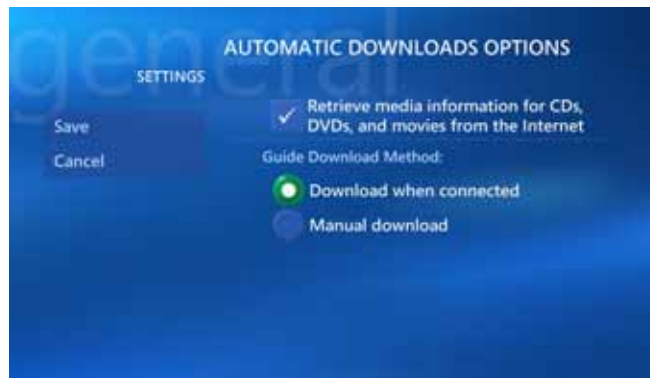 general
AUTOMATIC DOWNLOADS OPTIONS
SETTINGS
Save
Cancel
Retrieve media information for CDs,
DVDs, and movies from the Internet
Guide Download Method:
Download when connected
Manual download